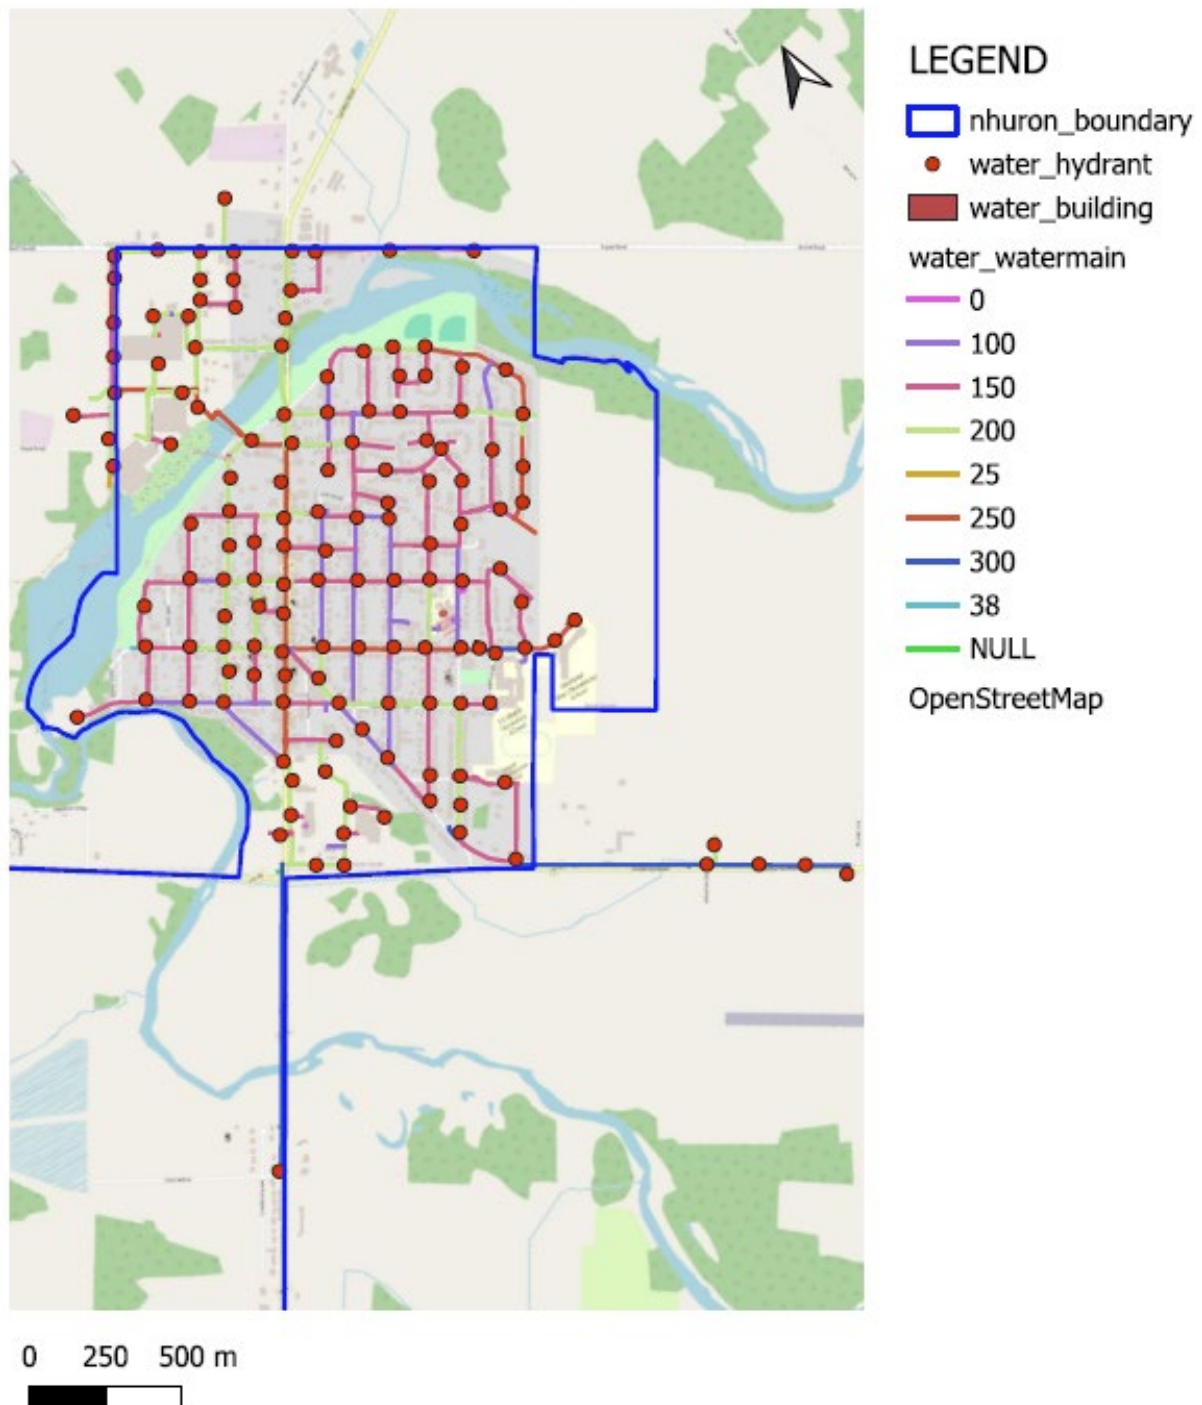 LEGEND
nhuron_boundary
water_hydrant
water_building
water_watermain
0
100
150
200
25
250
300
38
NULL
OpenStreetMap
0 250 500 m